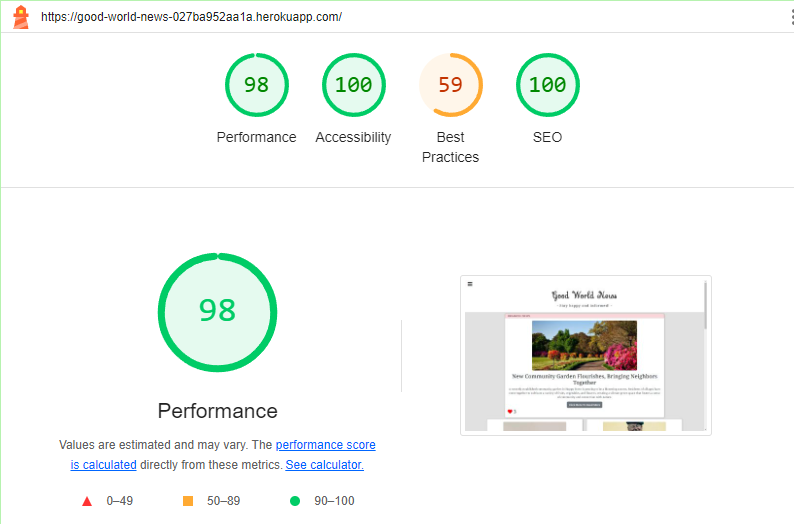 https://good-world-news-027ba952aa1a.herokuapp.com/
98
100
59
100
Performance
Accessibility
Best
Practices
SEO
98
Performance
Values are estimated and may vary. The performance score
is calculated directly from these metrics. See calculator.
0–49
50–89
90–100
Good World News
New Community Garden Flourishes, Bringing Neighbors
Together